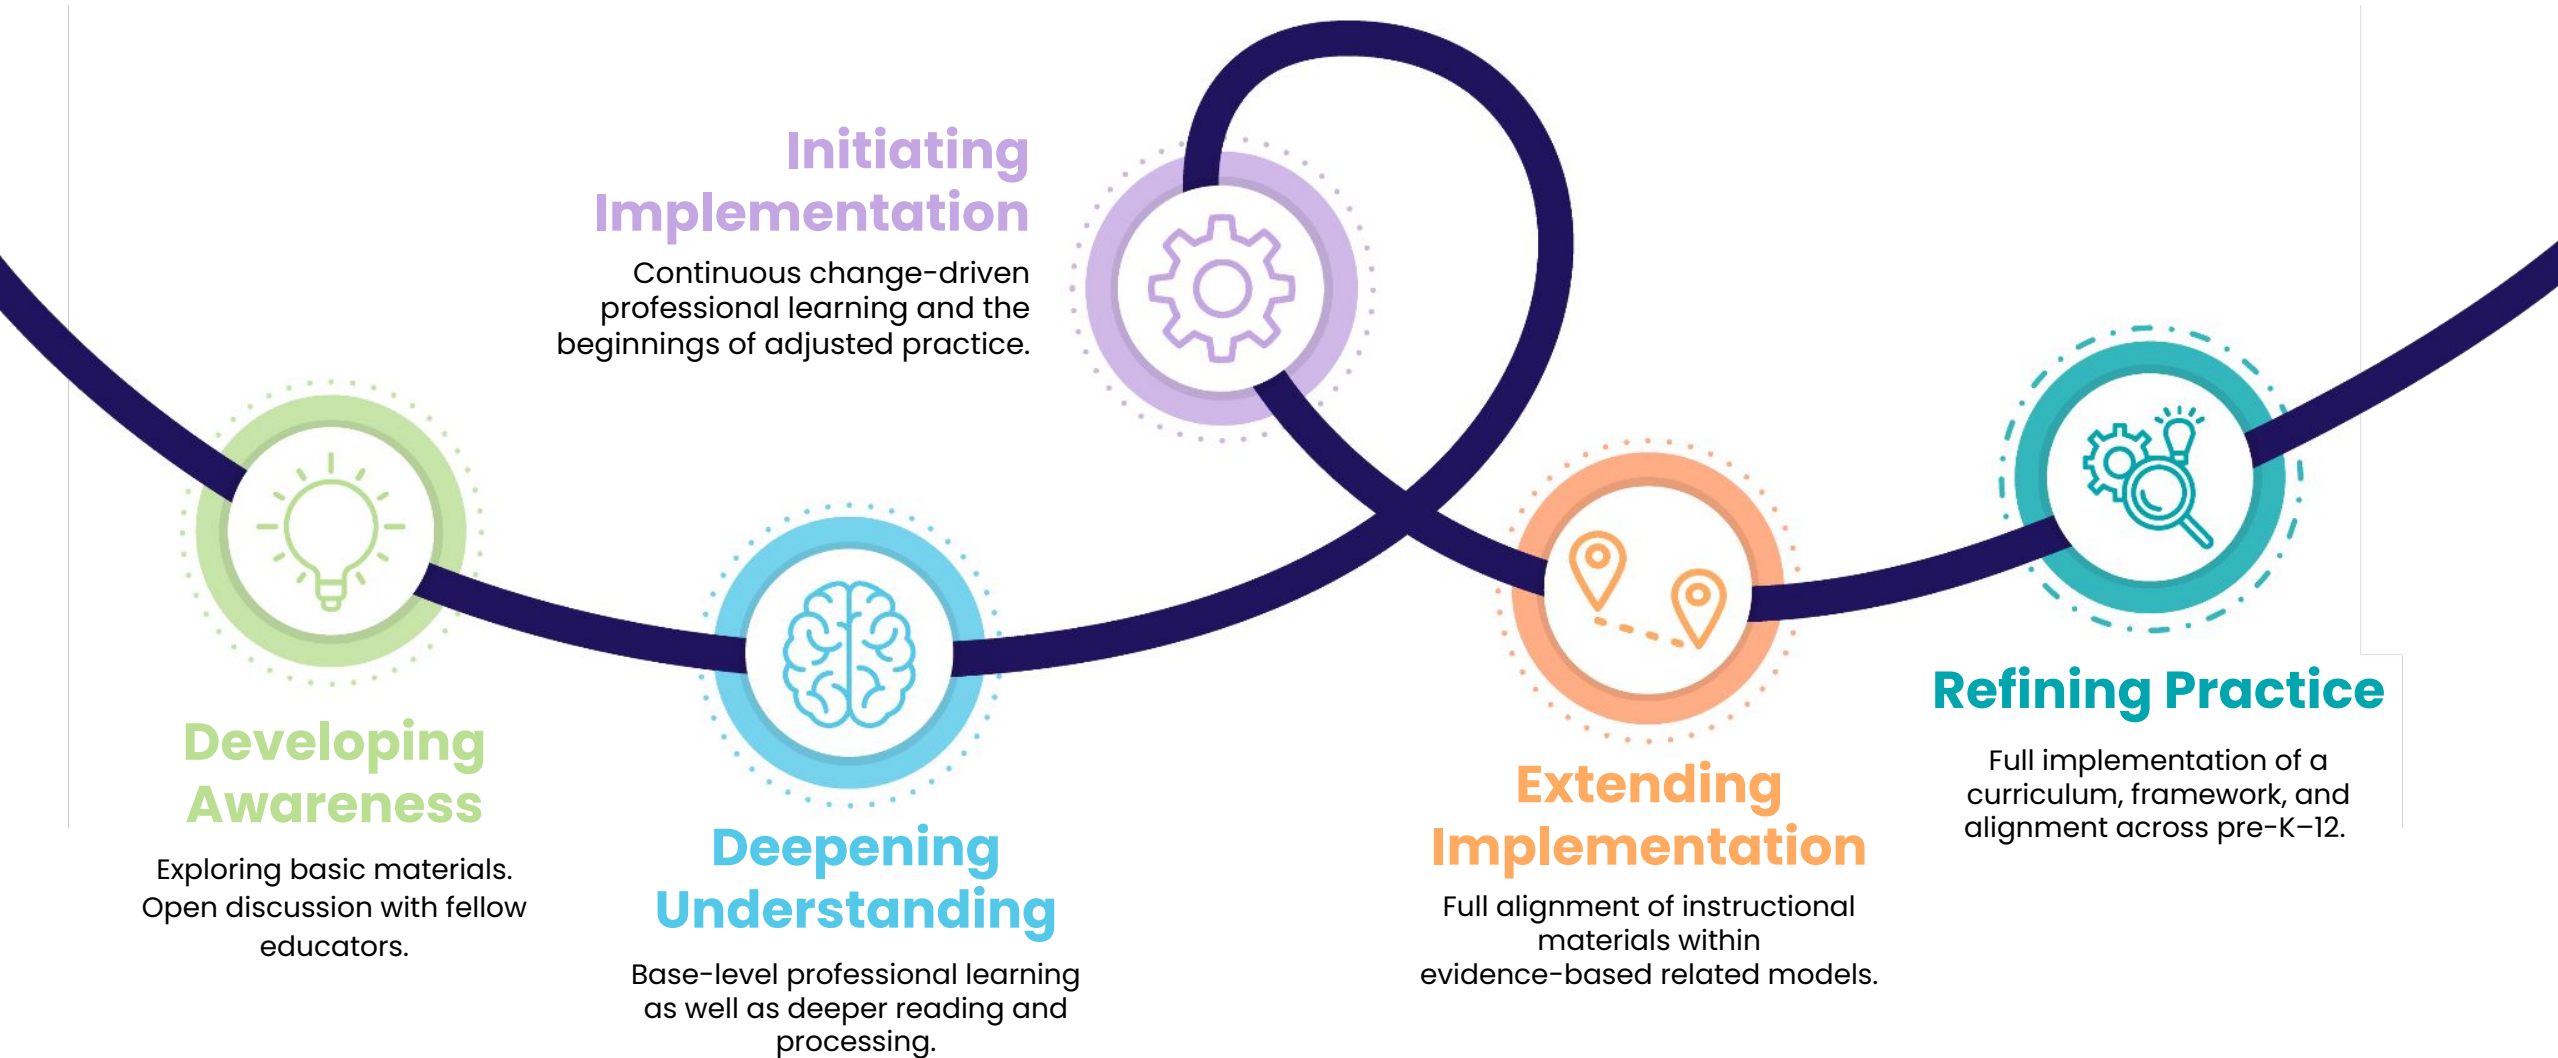 Developing
Awareness
Exploring basic materials.
Open discussion with fellow
educators.
Deepening
Understanding
Base-level professional learning
as well as deeper reading and
processing.
Initiating
Implementation
Continuous change-driven
professional learning and the
beginnings of adjusted practice.
Extending
Implementation
Full alignment of instructional
materials within
evidence-based related models.
Refining Practice
Full implementation of a
curriculum, framework, and
alignment across pre-K–12.